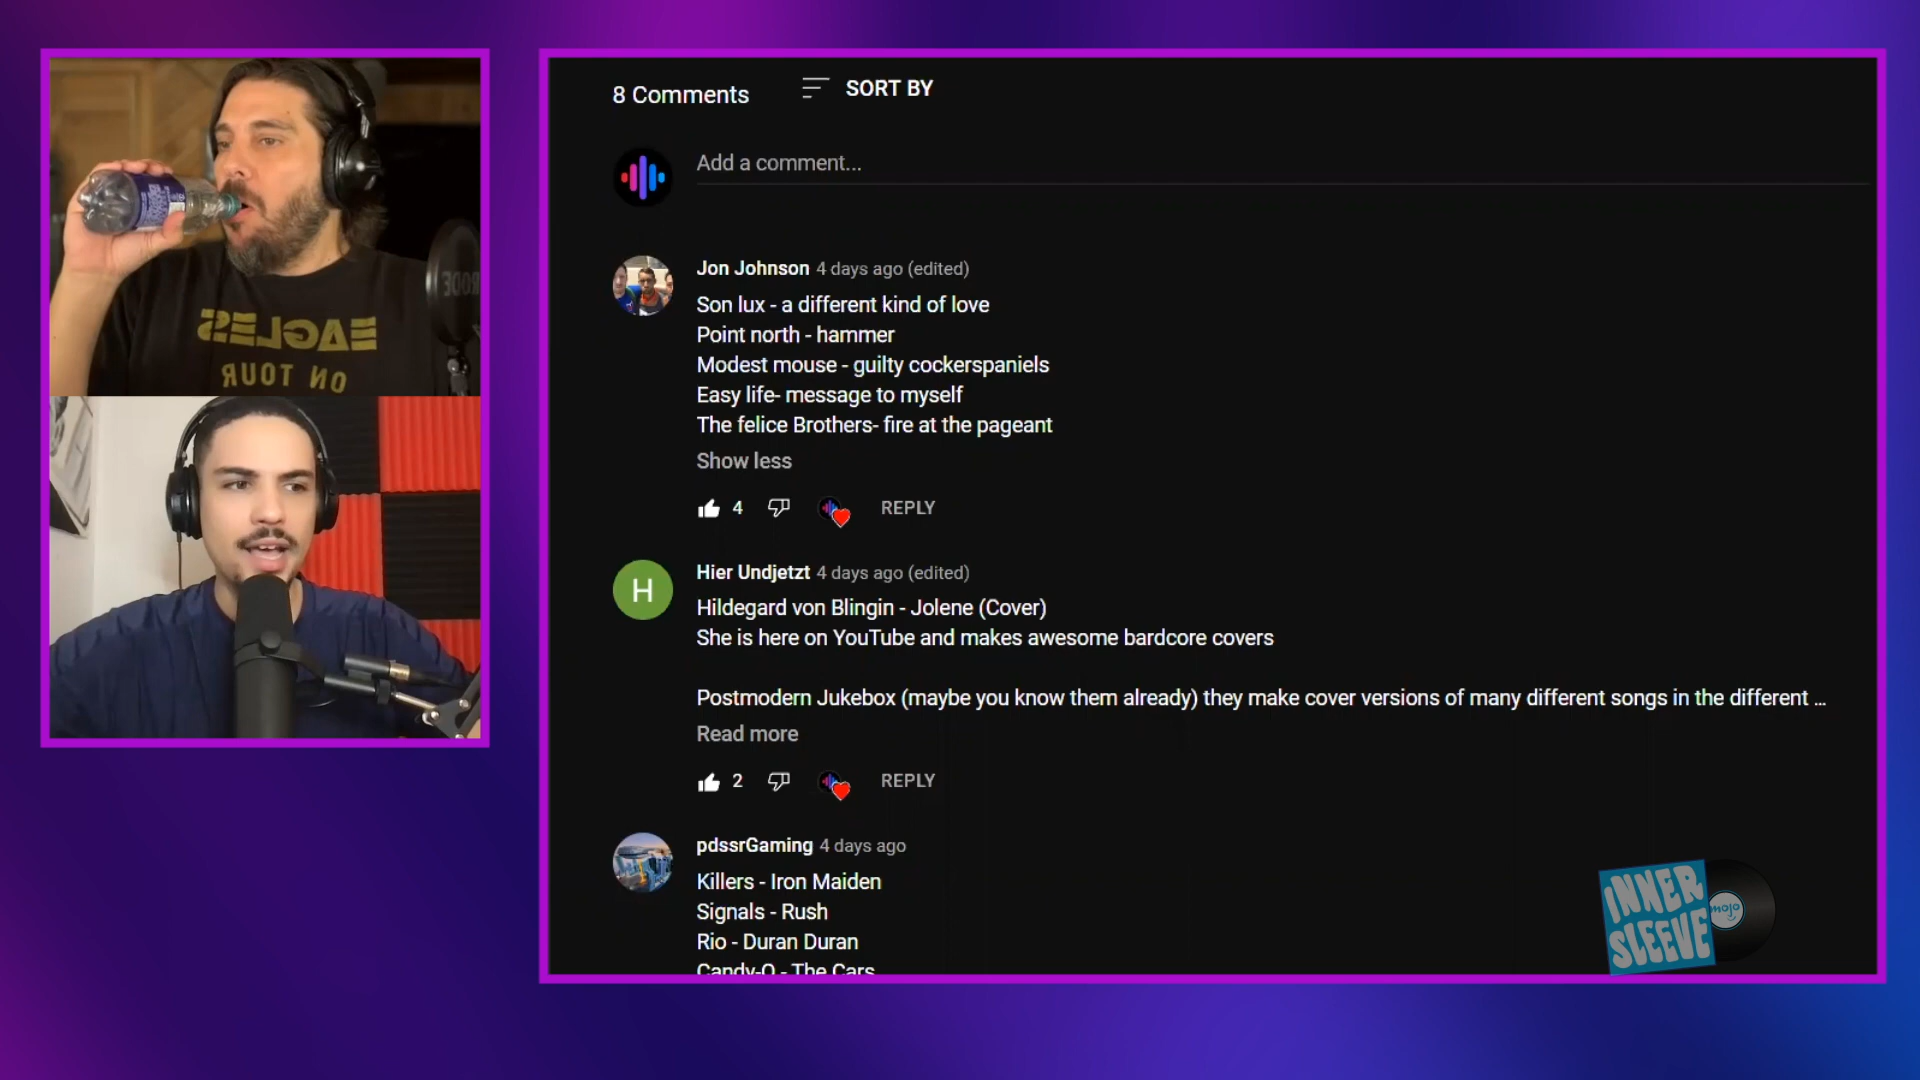 EAGLES
ON TOUR
RODE
8 Comments
SORT BY
Add a comment...
Jon Johnson 4 days ago (edited)
Son lux - a different kind of love
Point north - hammer
Modest mouse - guilty cockerspaniels
Easy life- message to myself
The felice Brothers- fire at the pageant
Show less
4
REPLY
H
Hier Undjetzt 4 days ago (edited)
Hildegard von Blingin - Jolene (Cover)
She is here on YouTube and makes awesome bardcore covers
Postmodern Jukebox (maybe you know them already) they make cover versions of many different songs in the different ...
Read more
2
REPLY
pdssrGaming 4 days ago
Killers - Iron Maiden
Signals - Rush
Rio - Duran Duran
Candy-O - The Cars
INNER
SLEEVE
mojo